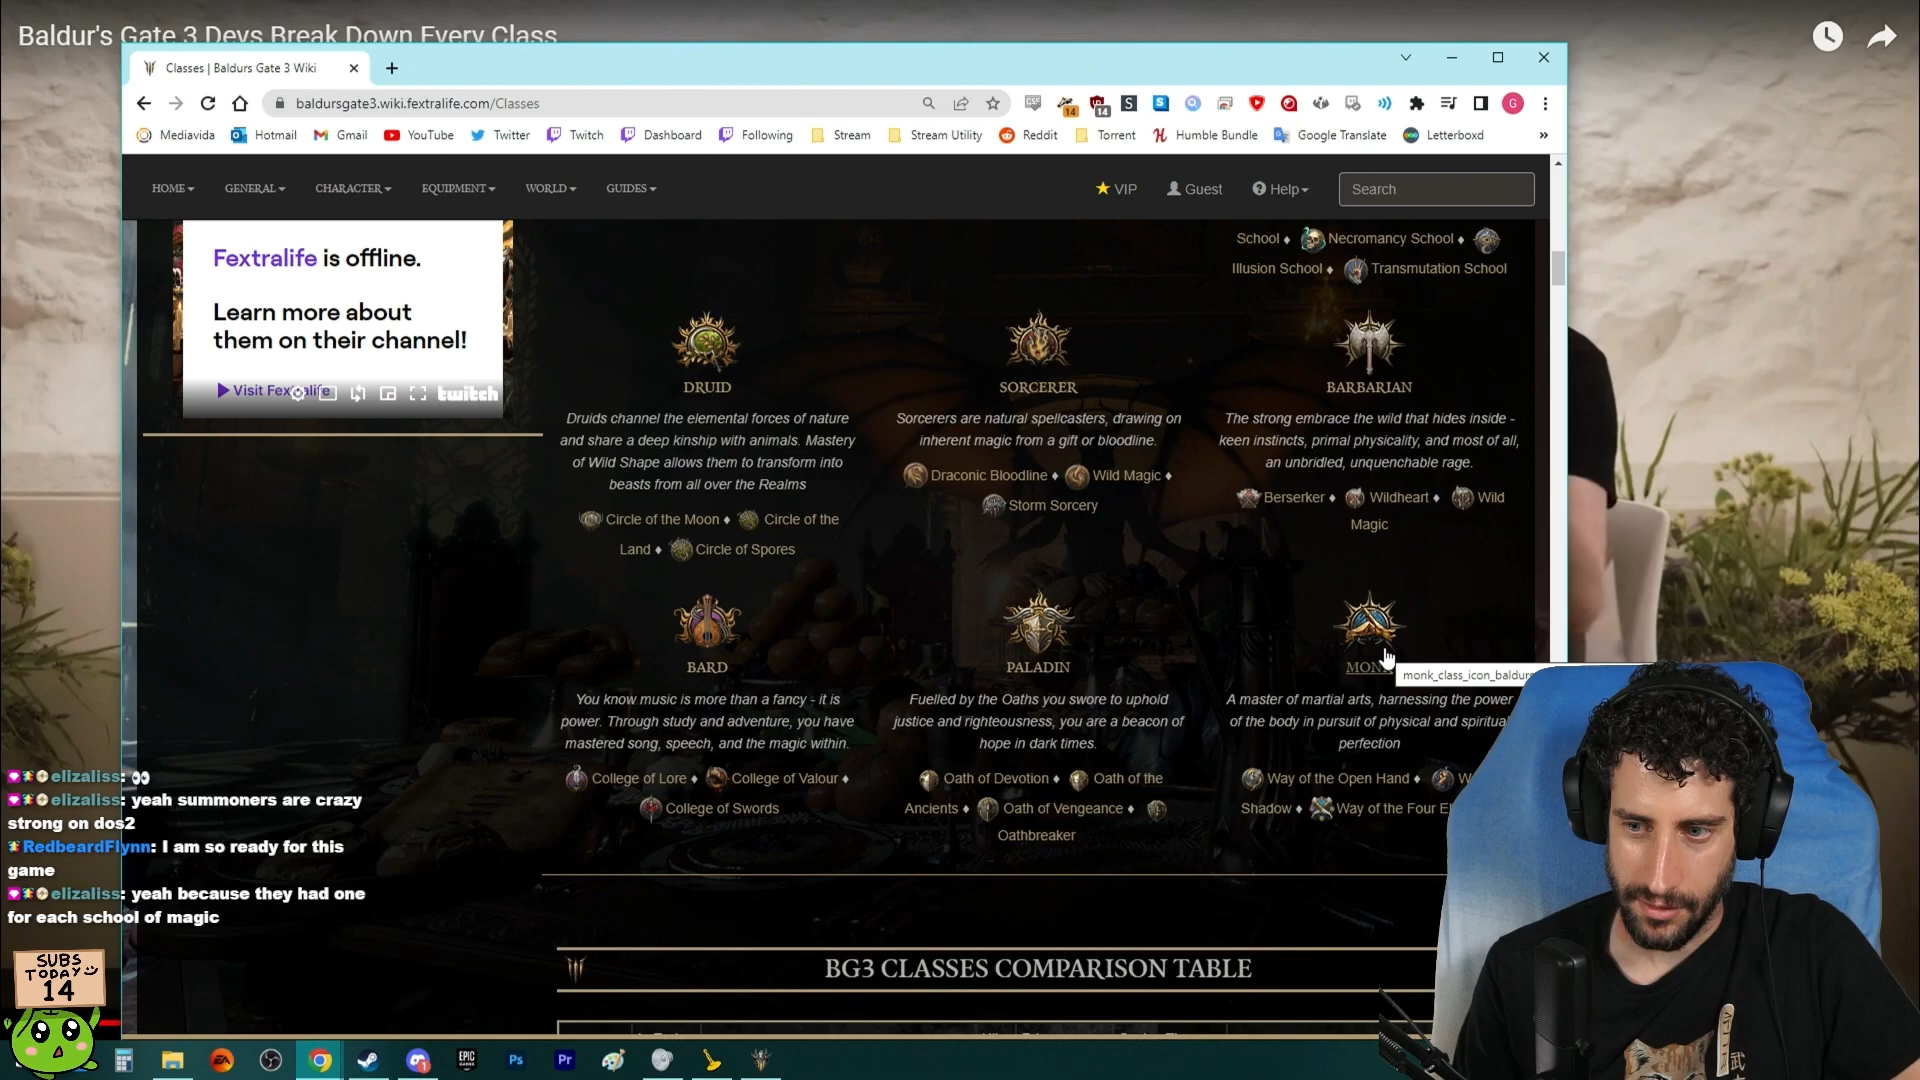 Baldur's Gate 3 Devs Break Down Every Class
Classes | Baldurs Gate 3 Wiki
baldursgate3.wiki.fextralife.com/Classes
14
14
G
Mediavida
Hotmail
Gmail
YouTube
Twitter
Twitch
Dashboard
Following
Stream
Stream Utility
Reddit
Torrent
Humble Bundle
Google Translate
Letterboxd
»
HOME
GENERAL
CHARACTER
EQUIPMENT
WORLD
GUIDES
VIP
Guest
Help
Search
Fextralife is offline.
Learn more about
them on their channel!
Visit Fextralife
twitch
School ♦ Necromancy School ♦
Illusion School ♦ Transmutation School
DRUID
Druids channel the elemental forces of nature
and share a deep kinship with animals. Mastery
of Wild Shape allows them to transform into
beasts from all over the Realms
Circle of the Moon ♦ Circle of the
Land ♦ Circle of Spores
SORCERER
Sorcerers are natural spellcasters, drawing on
inherent magic from a gift or bloodline.
Draconic Bloodline ♦ Wild Magic ♦
Storm Sorcery
BARBARIAN
The strong embrace the wild that hides inside -
keen instincts, primal physicality, and most of all,
an unbridled, unquenchable rage.
Berserker ♦ Wildheart ♦ Wild
Magic
BARD
You know music is more than a fancy - it is
power. Through study and adventure, you have
mastered song, speech, and the magic within.
College of Lore ♦ College of Valour ♦
College of Swords
PALADIN
Fuelled by the Oaths you swore to uphold
justice and righteousness, you are a beacon of
hope in dark times.
Oath of Devotion ♦ Oath of the
Ancients ♦ Oath of Vengeance ♦
Oathbreaker
MON
monk_class_icon_baldurs
A master of martial arts, harnessing the power
of the body in pursuit of physical and spiritual
perfection
Way of the Open Hand ♦ W
Shadow ♦ Way of the Four El
BG3 CLASSES COMPARISON TABLE
elizaliss:
elizaliss: yeah summoners are crazy
strong on dos2
RedbeardFlynn: I am so ready for this
game
elizaliss: yeah because they had one
for each school of magic
SUBS
TODAY
14
EA
EPIC
GAMES
Ps
Pr